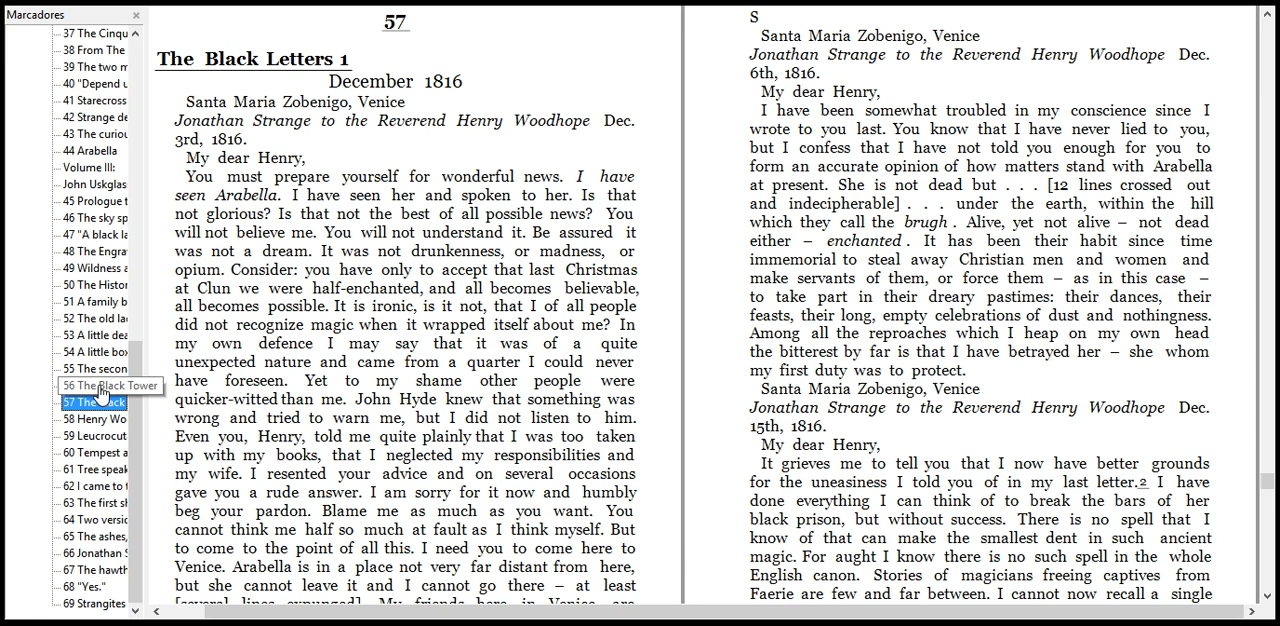 Marcadores
37 The Cinqu
38 From The
39 The two m
40 "Depend u
41 Starecross
42 Strange de
43 The curiou
44 Arabella
Volume III:
John Uskglas
45 Prologue t
46 The sky sp
47 "A black la
48 The Engra
49 Wildness a
50 The Histor
51 A family b
52 The old la
53 A little dea
54 A little box
55 The secon
56 The Black Tower
57 The Black
58 Henry Wo
59 Leucrocut
60 Tempest a
61 Tree speak
62 I came to t
63 The first sh
64 Two versio
65 The ashes,
66 Jonathan S
67 The hawth
68 "Yes."
69 Strangites
57
The Black Letters 1
December 1816
Santa Maria Zobenigo, Venice
Jonathan Strange to the Reverend Henry Woodhope Dec.
3rd, 1816.
My dear Henry,
You must prepare yourself for wonderful news. I have
seen Arabella. I have seen her and spoken to her. Is that
not glorious? Is that not the best of all possible news? You
will not believe me. You will not understand it. Be assured it
was not a dream. It was not drunkenness, or madness, or
opium. Consider: you have only to accept that last Christmas
at Clun we were half-enchanted, and all becomes believable,
all becomes possible. It is ironic, is it not, that I of all people
did not recognize magic when it wrapped itself about me? In
my own defence I may say that it was of a quite
unexpected nature and came from a quarter I could never
have foreseen. Yet to my shame other people were
quicker-witted than me. John Hyde knew that something was
wrong and tried to warn me, but I did not listen to him.
Even you, Henry, told me quite plainly that I was too taken
up with my books, that I neglected my responsibilities and
my wife. I resented your advice and on several occasions
gave you a rude answer. I am sorry for it now and humbly
beg your pardon. Blame me as much as you want. You
cannot think me half so much at fault as I think myself. But
to come to the point of all this. I need you to come here to
Venice. Arabella is in a place not very far distant from here,
but she cannot leave it and I cannot go there – at least
[several lines expunged]. My friends here in Venice are
S
Santa Maria Zobenigo, Venice
Jonathan Strange to the Reverend Henry Woodhope Dec.
6th, 1816.
My dear Henry,
I have been somewhat troubled in my conscience since I
wrote to you last. You know that I have never lied to you,
but I confess that I have not told you enough for you to
form an accurate opinion of how matters stand with Arabella
at present. She is not dead but . . . [12 lines crossed out
and indecipherable] . . . under the earth, within the hill
which they call the brugh . Alive, yet not alive – not dead
either – enchanted . It has been their habit since time
immemorial to steal away Christian men and women and
make servants of them, or force them – as in this case –
to take part in their dreary pastimes: their dances, their
feasts, their long, empty celebrations of dust and nothingness.
Among all the reproaches which I heap on my own head
the bitterest by far is that I have betrayed her – she whom
my first duty was to protect.
Santa Maria Zobenigo, Venice
Jonathan Strange to the Reverend Henry Woodhope Dec.
15th, 1816.
My dear Henry,
It grieves me to tell you that I now have better grounds
for the uneasiness I told you of in my last letter.2 I have
done everything I can think of to break the bars of her
black prison, but without success. There is no spell that I
know of that can make the smallest dent in such ancient
magic. For aught I know there is no such spell in the whole
English canon. Stories of magicians freeing captives from
Faerie are few and far between. I cannot now recall a single